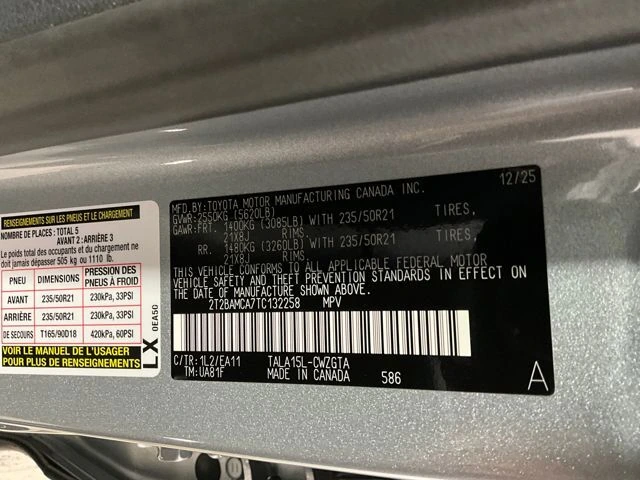 RENSEIGNEMENTS SUR LES PNEUS ET LE CHARGEMENT
NOMBRE DE PLACES: TOTAL 5
AVANT 2 : ARRIÈRE 3
Le poids total des occupants et du chargement ne
doit jamais dépasser 505 kg ou 1110 lb.
PNEU DIMENSIONS PRESSION DES PNEUS À FROID
AVANT 235/50R21 230kPa, 33PSI
ARRIÈRE 235/50R21 230kPa, 33PSI
DE SECOURS T165/90D18 420kPa, 60PSI
VOIR LE MANUEL DE L'USAGER
POUR PLUS DE RENSEIGNEMENTS
LX 0EA50
MFD.BY:TOYOTA MOTOR MANUFACTURING CANADA INC. 12/25
GVWR:2550KG (5620LB)
GAWR:FRT. 1400KG (3085LB) WITH 235/50R21 TIRES,
21X8J RIMS,
RR. 1480KG (3260LB) WITH 235/50R21 TIRES,
21X8J RIMS.
THIS VEHICLE CONFORMS TO ALL APPLICABLE FEDERAL MOTOR
VEHICLE SAFETY AND THEFT PREVENTION STANDARDS IN EFFECT ON
THE DATE OF MANUFACTURE SHOWN ABOVE.
2T2BAMCA7TC132258 MPV
C/TR:1L2/EA11 TALA15L-CWZGTA
TM:UA81F MADE IN CANADA 586 A